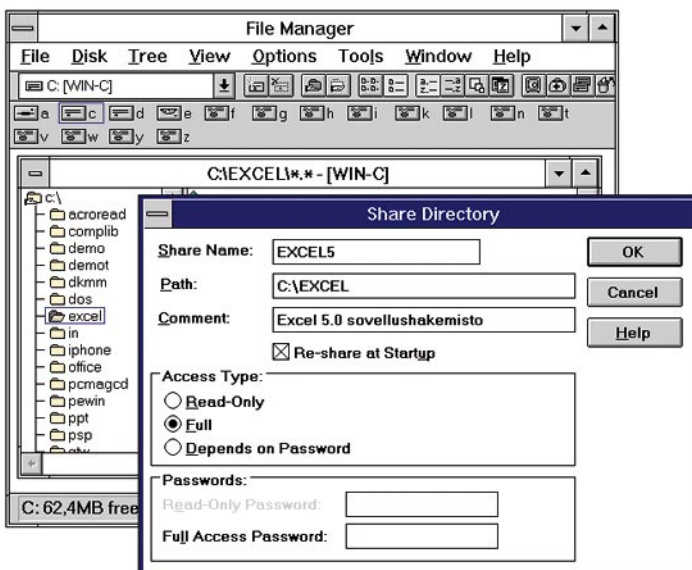 File Manager
File Disk Tree View Options Tools Window Help
C: [WIN-C]
a c d e f g h i k l n t
v w y z
C:\EXCEL\*.* - [WIN-C]
C:\
acroread
complib
demo
demot
dkmm
dos
excel
in
iphone
office
pcmagcd
pewin
ppt
psp
C: 62,4MB free
Share Directory
Share Name: EXCEL5
OK
Path: C:\EXCEL
Cancel
Comment: Excel 5.0 sovellushakemisto
Help
Re-share at Startup
Access Type:
Read-Only
Full
Depends on Password
Passwords:
Read-Only Password:
Full Access Password: